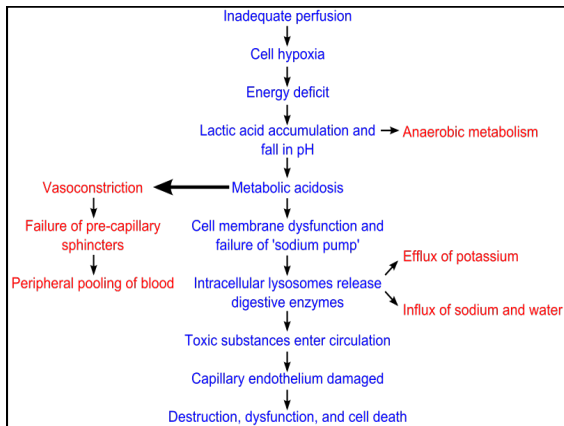 Inadequate perfusion
Cell hypoxia
Energy deficit
Lactic acid accumulation and
fall in pH
Anaerobic metabolism
Vasoconstriction
Metabolic acidosis
Failure of pre-capillary
sphincters
Cell membrane dysfunction and
failure of 'sodium pump'
Efflux of potassium
Peripheral pooling of blood
Intracellular lysosomes release
digestive enzymes
Influx of sodium and water
Toxic substances enter circulation
Capillary endothelium damaged
Destruction, dysfunction, and cell death